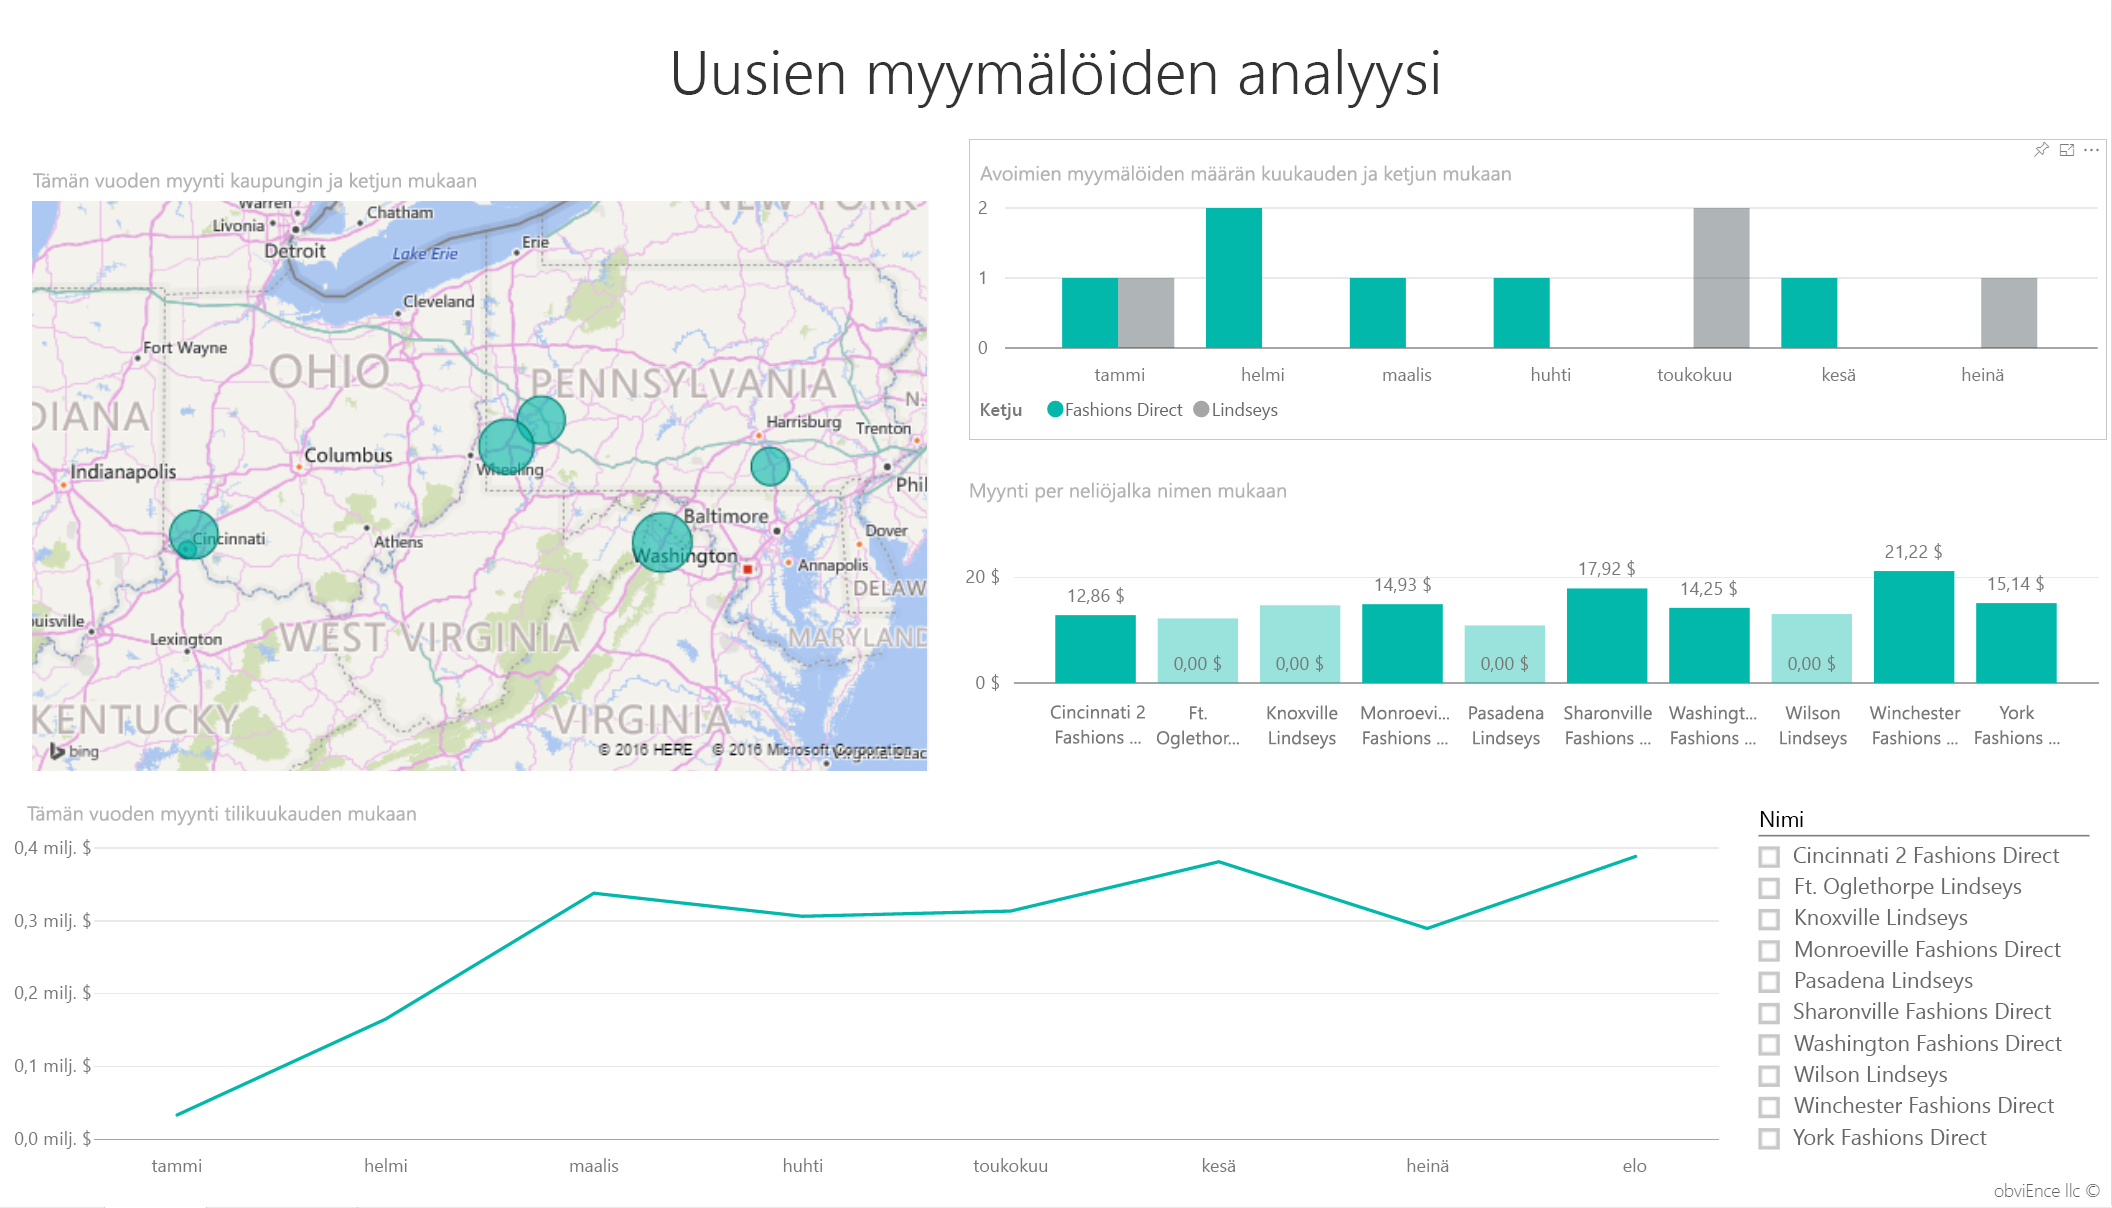 Uusien myymälöiden analyysi
Tämän vuoden myynti kaupungin ja ketjun mukaan
NEW YORK
Warren
Chatham
Livonia
Detroit
Lake Erie
Erie
Cleveland
Fort Wayne
OHIO
PENNSYLVANIA
N.
DIANA
Harrisburg
Trenton
Columbus
Indianapolis
Wheeling
Phil
Baltimore
Cincinnati
Athens
Dover
Washington
Annapolis
DELAW
uisville
Lexington
WEST VIRGINIA
MARYLAND
KENTUCKY
VIRGINIA
bing
© 2016 HERE © 2016 Microsoft Corporation
Avoimien myymälöiden määrän kuukauden ja ketjun mukaan
2
1
0
tammi helmi maalis huhti toukokuu kesä heinä
Ketju Fashions Direct Lindseys
Myynti per neliöjalka nimen mukaan
20 $
0 $
12,86 $ 0,00 $ 0,00 $ 14,93 $ 0,00 $ 17,92 $ 14,25 $ 0,00 $ 21,22 $ 15,14 $
Cincinnati 2 Ft. Knoxville Monroevi... Pasadena Sharonville Washingt... Wilson Winchester York
Fashions ... Oglethor... Lindseys Fashions ... Lindseys Fashions ... Fashions ... Lindseys Fashions ... Fashions ...
Tämän vuoden myynti tilikuukauden mukaan
0,4 milj. $
0,3 milj. $
0,2 milj. $
0,1 milj. $
0,0 milj. $
tammi helmi maalis huhti toukokuu kesä heinä elo
Nimi
Cincinnati 2 Fashions Direct
Ft. Oglethorpe Lindseys
Knoxville Lindseys
Monroeville Fashions Direct
Pasadena Lindseys
Sharonville Fashions Direct
Washington Fashions Direct
Wilson Lindseys
Winchester Fashions Direct
York Fashions Direct
obviEnce llc ©